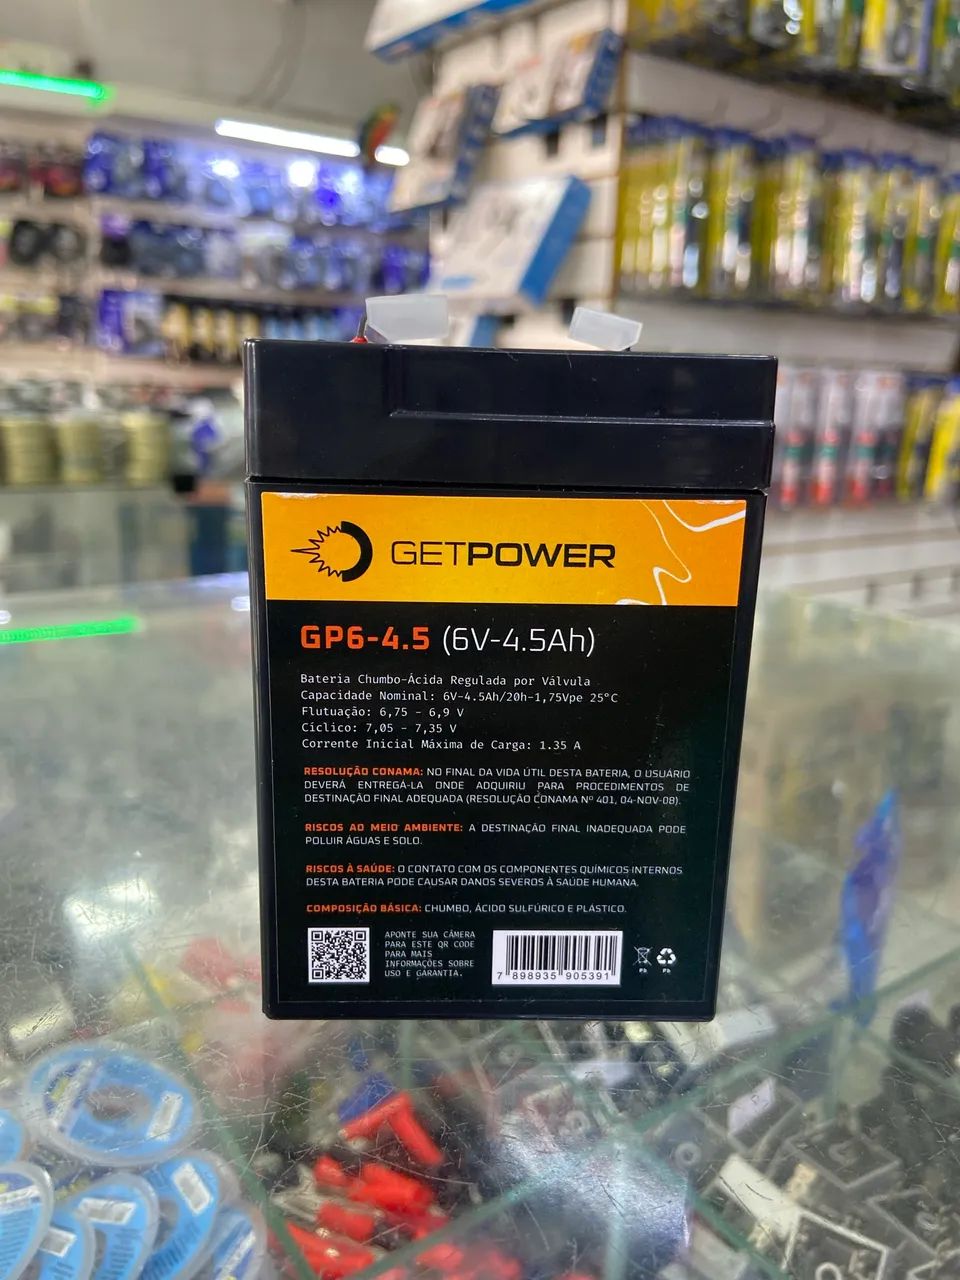 GETPOWER
GP6-4.5 (6V-4.5Ah)
Bateria Chumbo-Ácida Regulada por Válvula
Capacidade Nominal: 6V-4.5Ah/20h-1,75Vpe 25°C
Flutuação: 6,75 - 6,9 V
Cíclico: 7,05 - 7,35 V
Corrente Inicial Máxima de Carga: 1.35 A
RESOLUÇÃO CONAMA: NO FINAL DA VIDA ÚTIL DESTA BATERIA, O USUÁRIO
DEVERÁ ENTREGÁ-LA ONDE ADQUIRIU PARA PROCEDIMENTOS DE
DESTINAÇÃO FINAL ADEQUADA (RESOLUÇÃO CONAMA Nº 401, 04-NOV-08).
RISCOS AO MEIO AMBIENTE: A DESTINAÇÃO FINAL INADEQUADA PODE
POLUIR ÁGUAS E SOLO.
RISCOS À SAÚDE: O CONTATO COM OS COMPONENTES QUÍMICOS INTERNOS
DESTA BATERIA PODE CAUSAR DANOS SEVEROS À SAÚDE HUMANA.
COMPOSIÇÃO BÁSICA: CHUMBO, ÁCIDO SULFÚRICO E PLÁSTICO.
APONTE SUA CÂMERA
PARA ESTE QR CODE
PARA MAIS
INFORMAÇÕES SOBRE
USO E GARANTIA.
7 898935 905391
Pb Pb